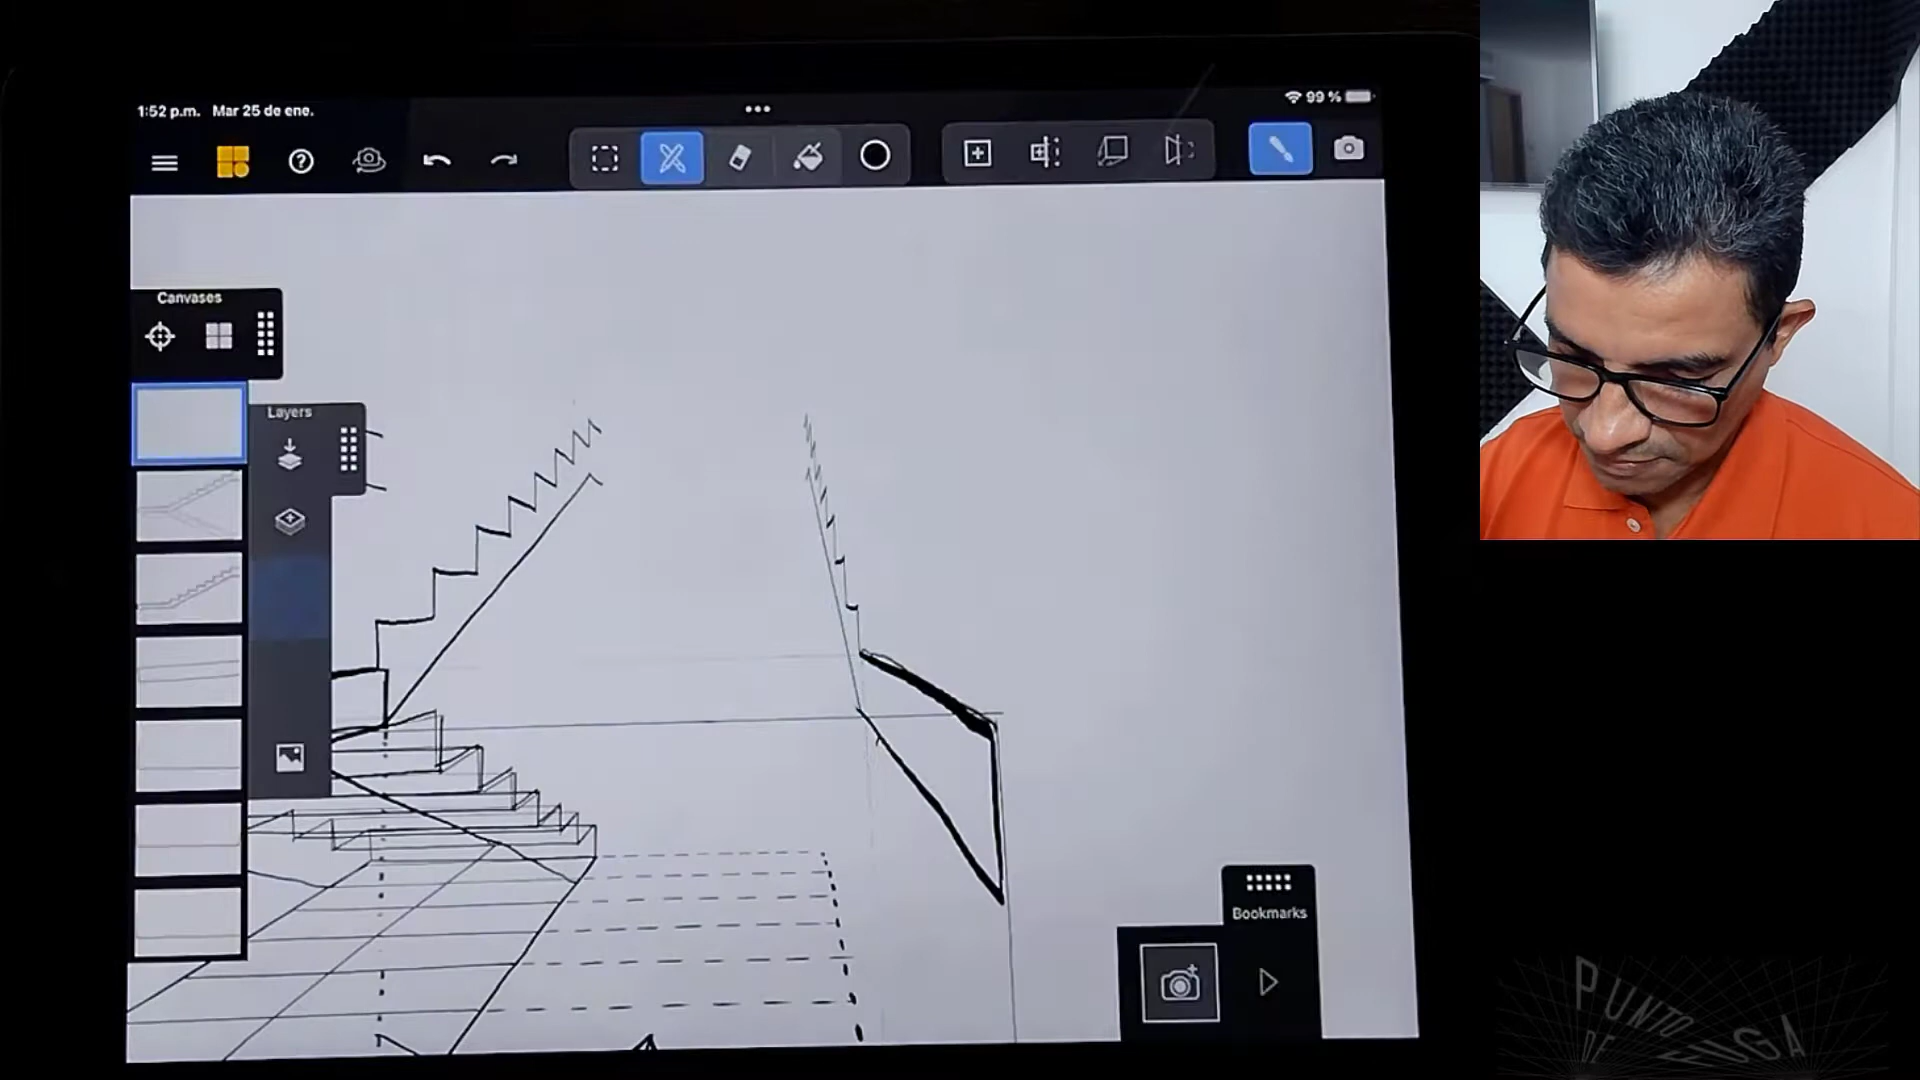 1:52 p.m. Mar 25 de ene.
99 %
Canvases
Layers
Bookmarks
PUNTO
DE FUGA